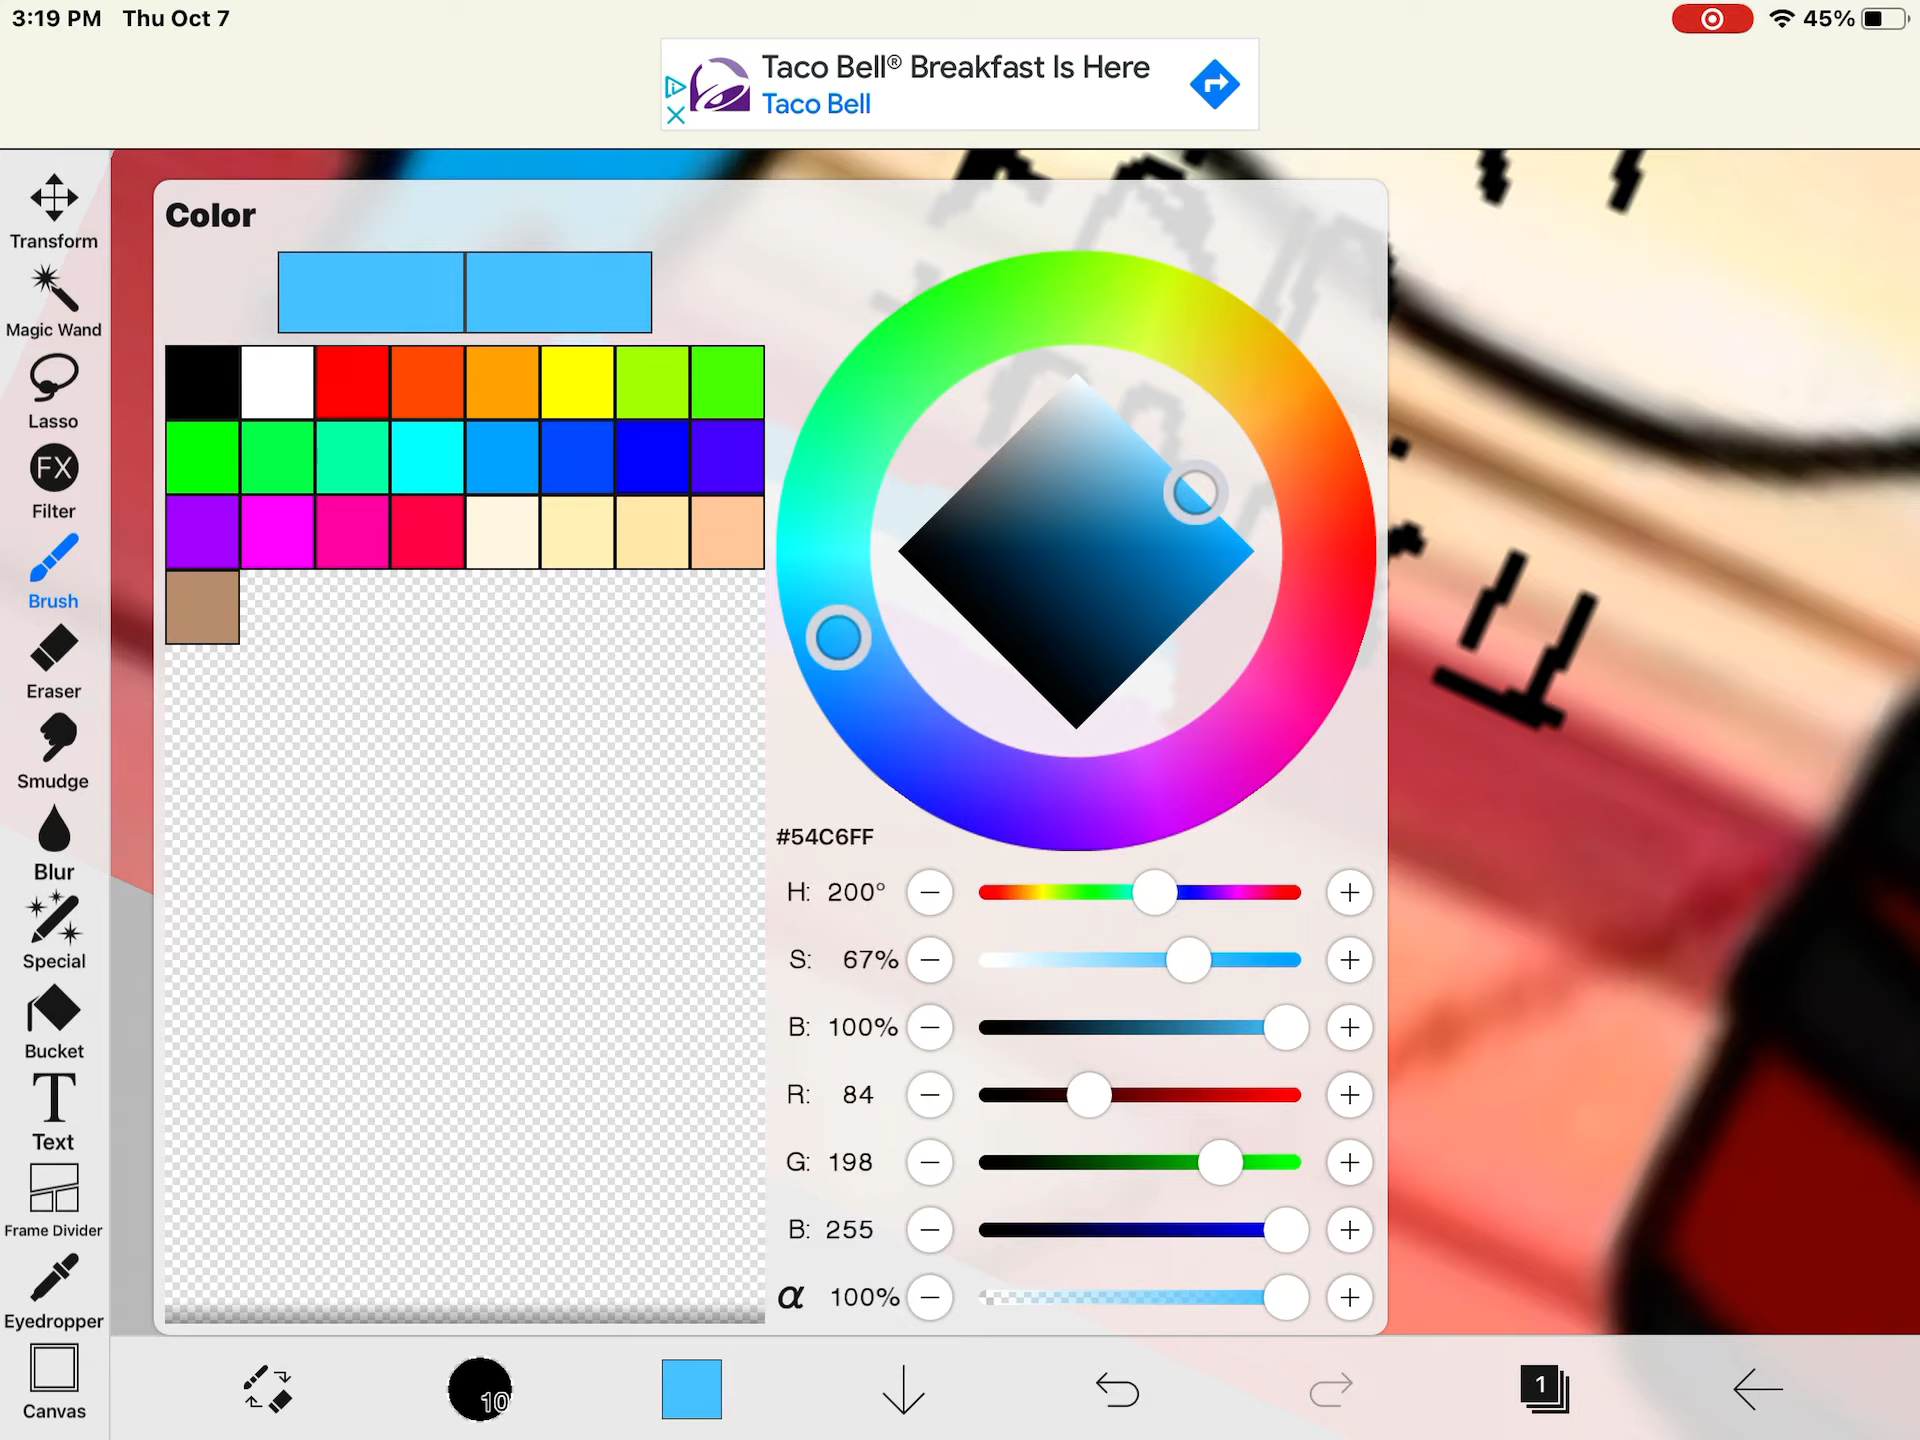 3:19 PM Thu Oct 7
45%
Taco Bell® Breakfast Is Here
Taco Bell
Color
Transform
Magic Wand
Lasso
FX
Filter
Brush
Eraser
Smudge
Blur
Special
Bucket
T
Text
Frame Divider
Eyedropper
Canvas
#54C6FF
H: 200°
S: 67%
B: 100%
R: 84
G: 198
B: 255
α 100%
10
1